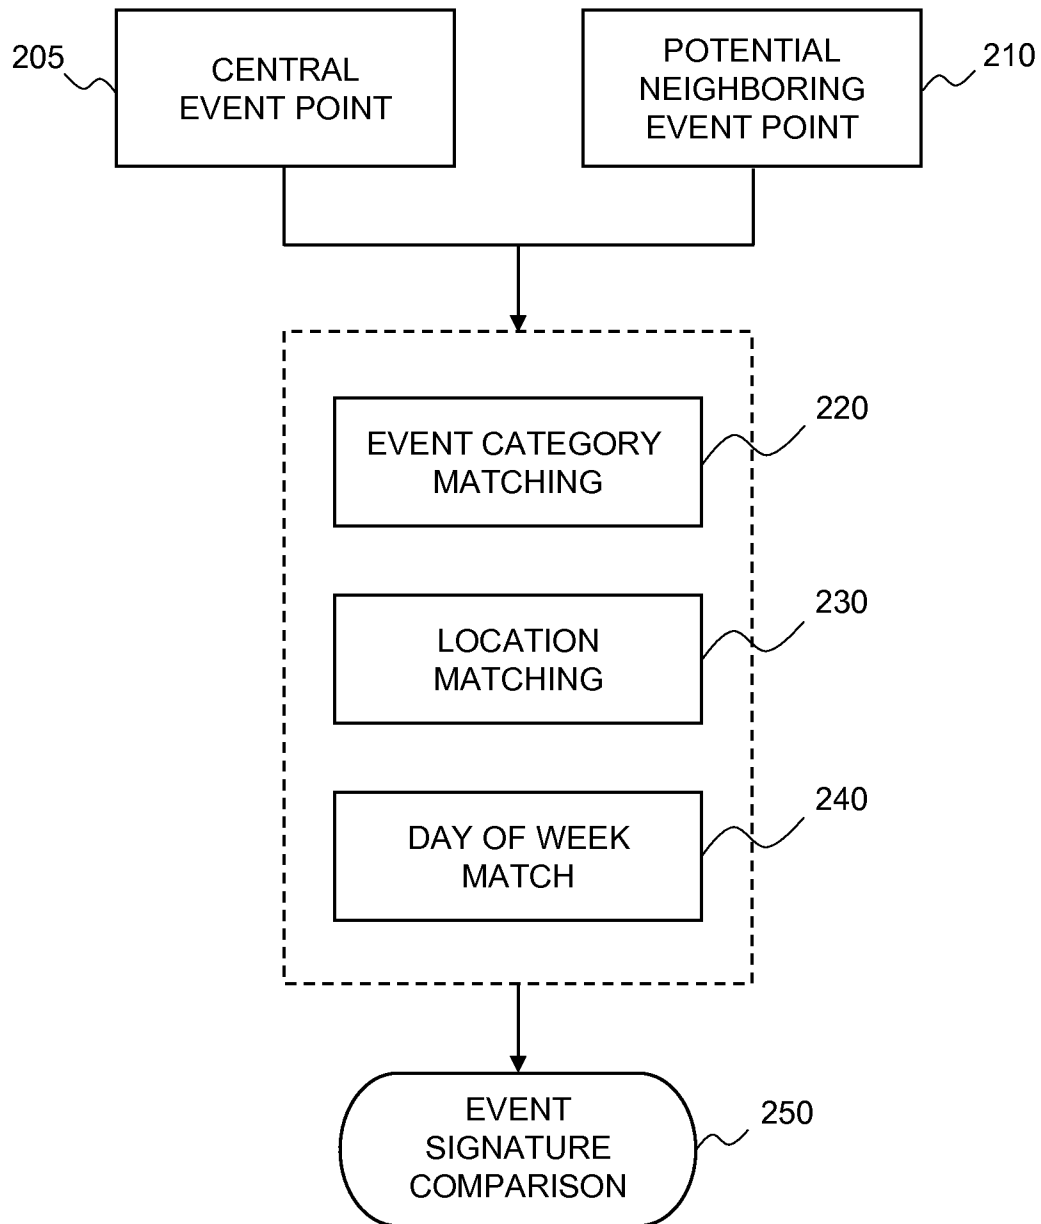 205
CENTRAL
EVENT POINT
POTENTIAL
NEIGHBORING
EVENT POINT
210
EVENT CATEGORY
MATCHING
220
LOCATION
MATCHING
230
DAY OF WEEK
MATCH
240
EVENT
SIGNATURE
COMPARISON
250